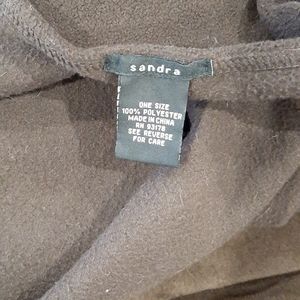 sandra
ONE SIZE
100% POLYESTER
MADE IN CHINA
RN 93178
SEE REVERSE
FOR CARE